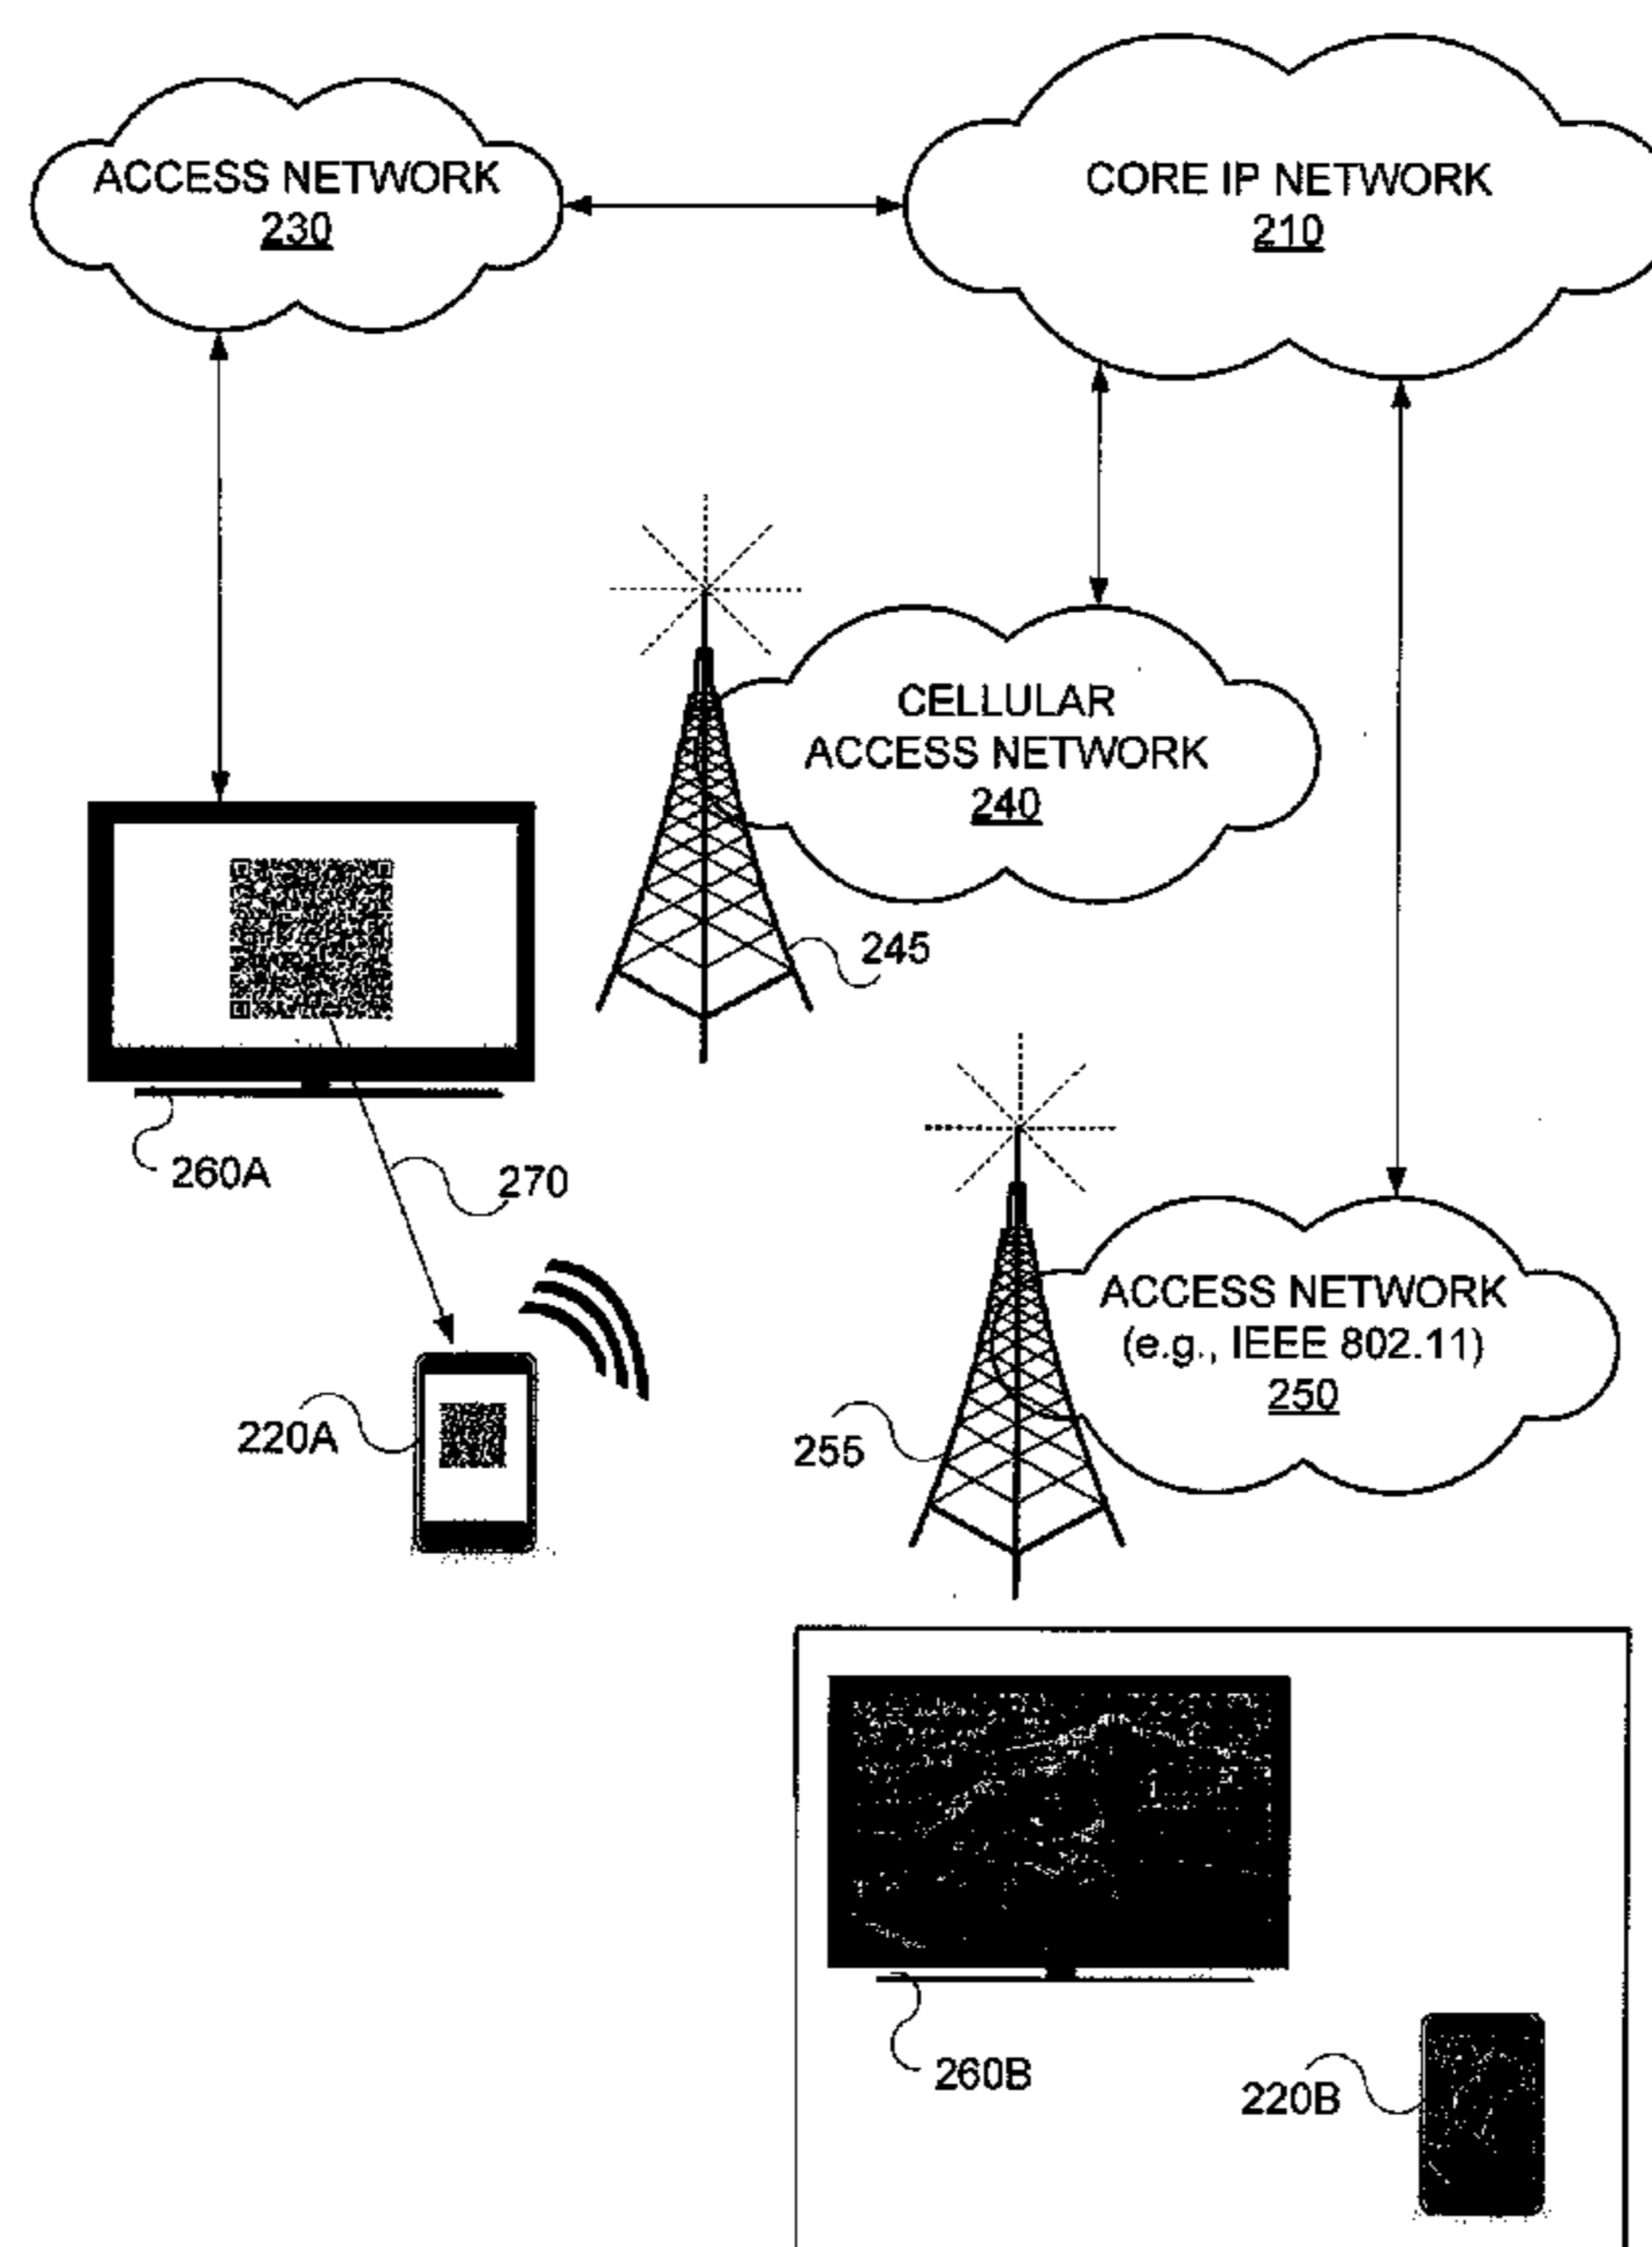 ACCESS NETWORK
230
CORE IP NETWORK
210
CELLULAR
ACCESS NETWORK
240
245
260A
270
ACCESS NETWORK
(e.g., IEEE 802.11)
250
220A
255
260B
220B